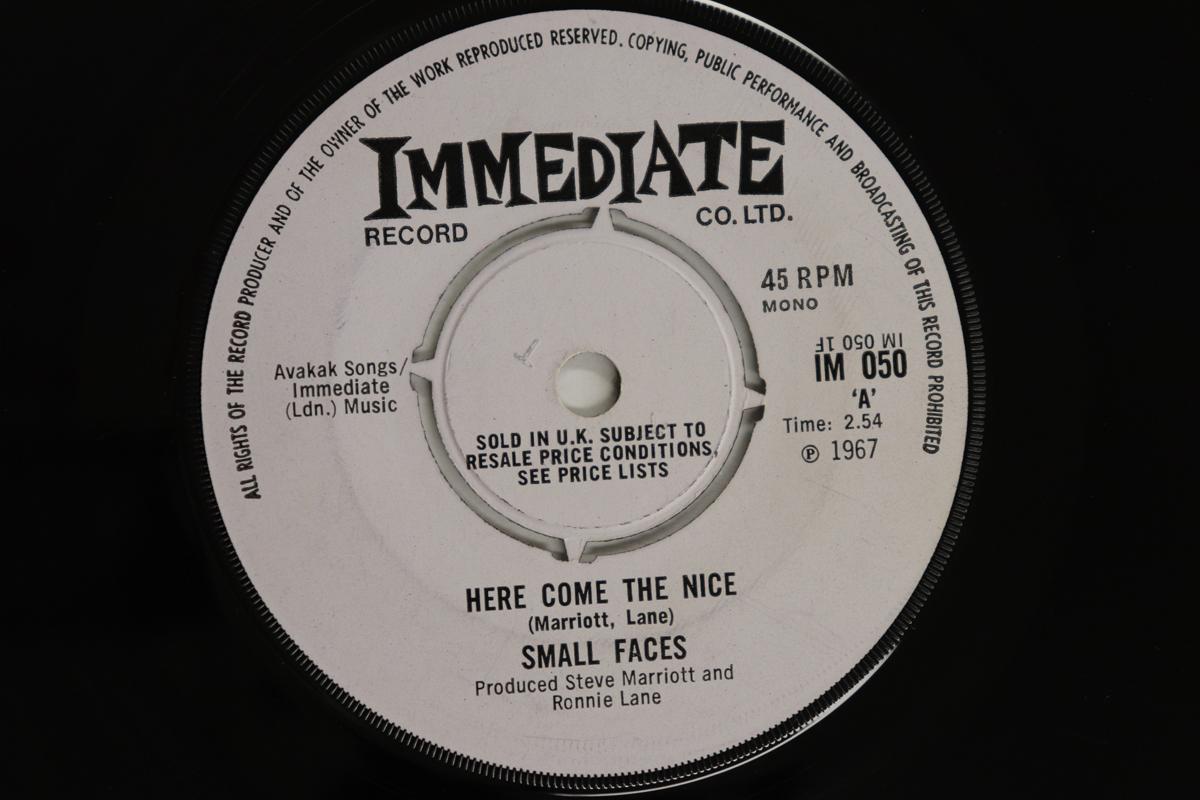 ALL RIGHTS OF THE RECORD PRODUCER AND OF THE OWNER OF THE WORK REPRODUCED RESERVED. COPYING, PUBLIC PERFORMANCE AND BROADCASTING OF THIS RECORD PROHIBITED
IMMEDIATE
RECORD CO. LTD.
45 RPM
MONO
IM 050 1F
IM 050
IM 050
'A'
Time: 2.54
℗ 1967
Avakak Songs/
Immediate
(Ldn.) Music
SOLD IN U.K. SUBJECT TO
RESALE PRICE CONDITIONS,
SEE PRICE LISTS
HERE COME THE NICE
(Marriott, Lane)
SMALL FACES
Produced Steve Marriott and
Ronnie Lane